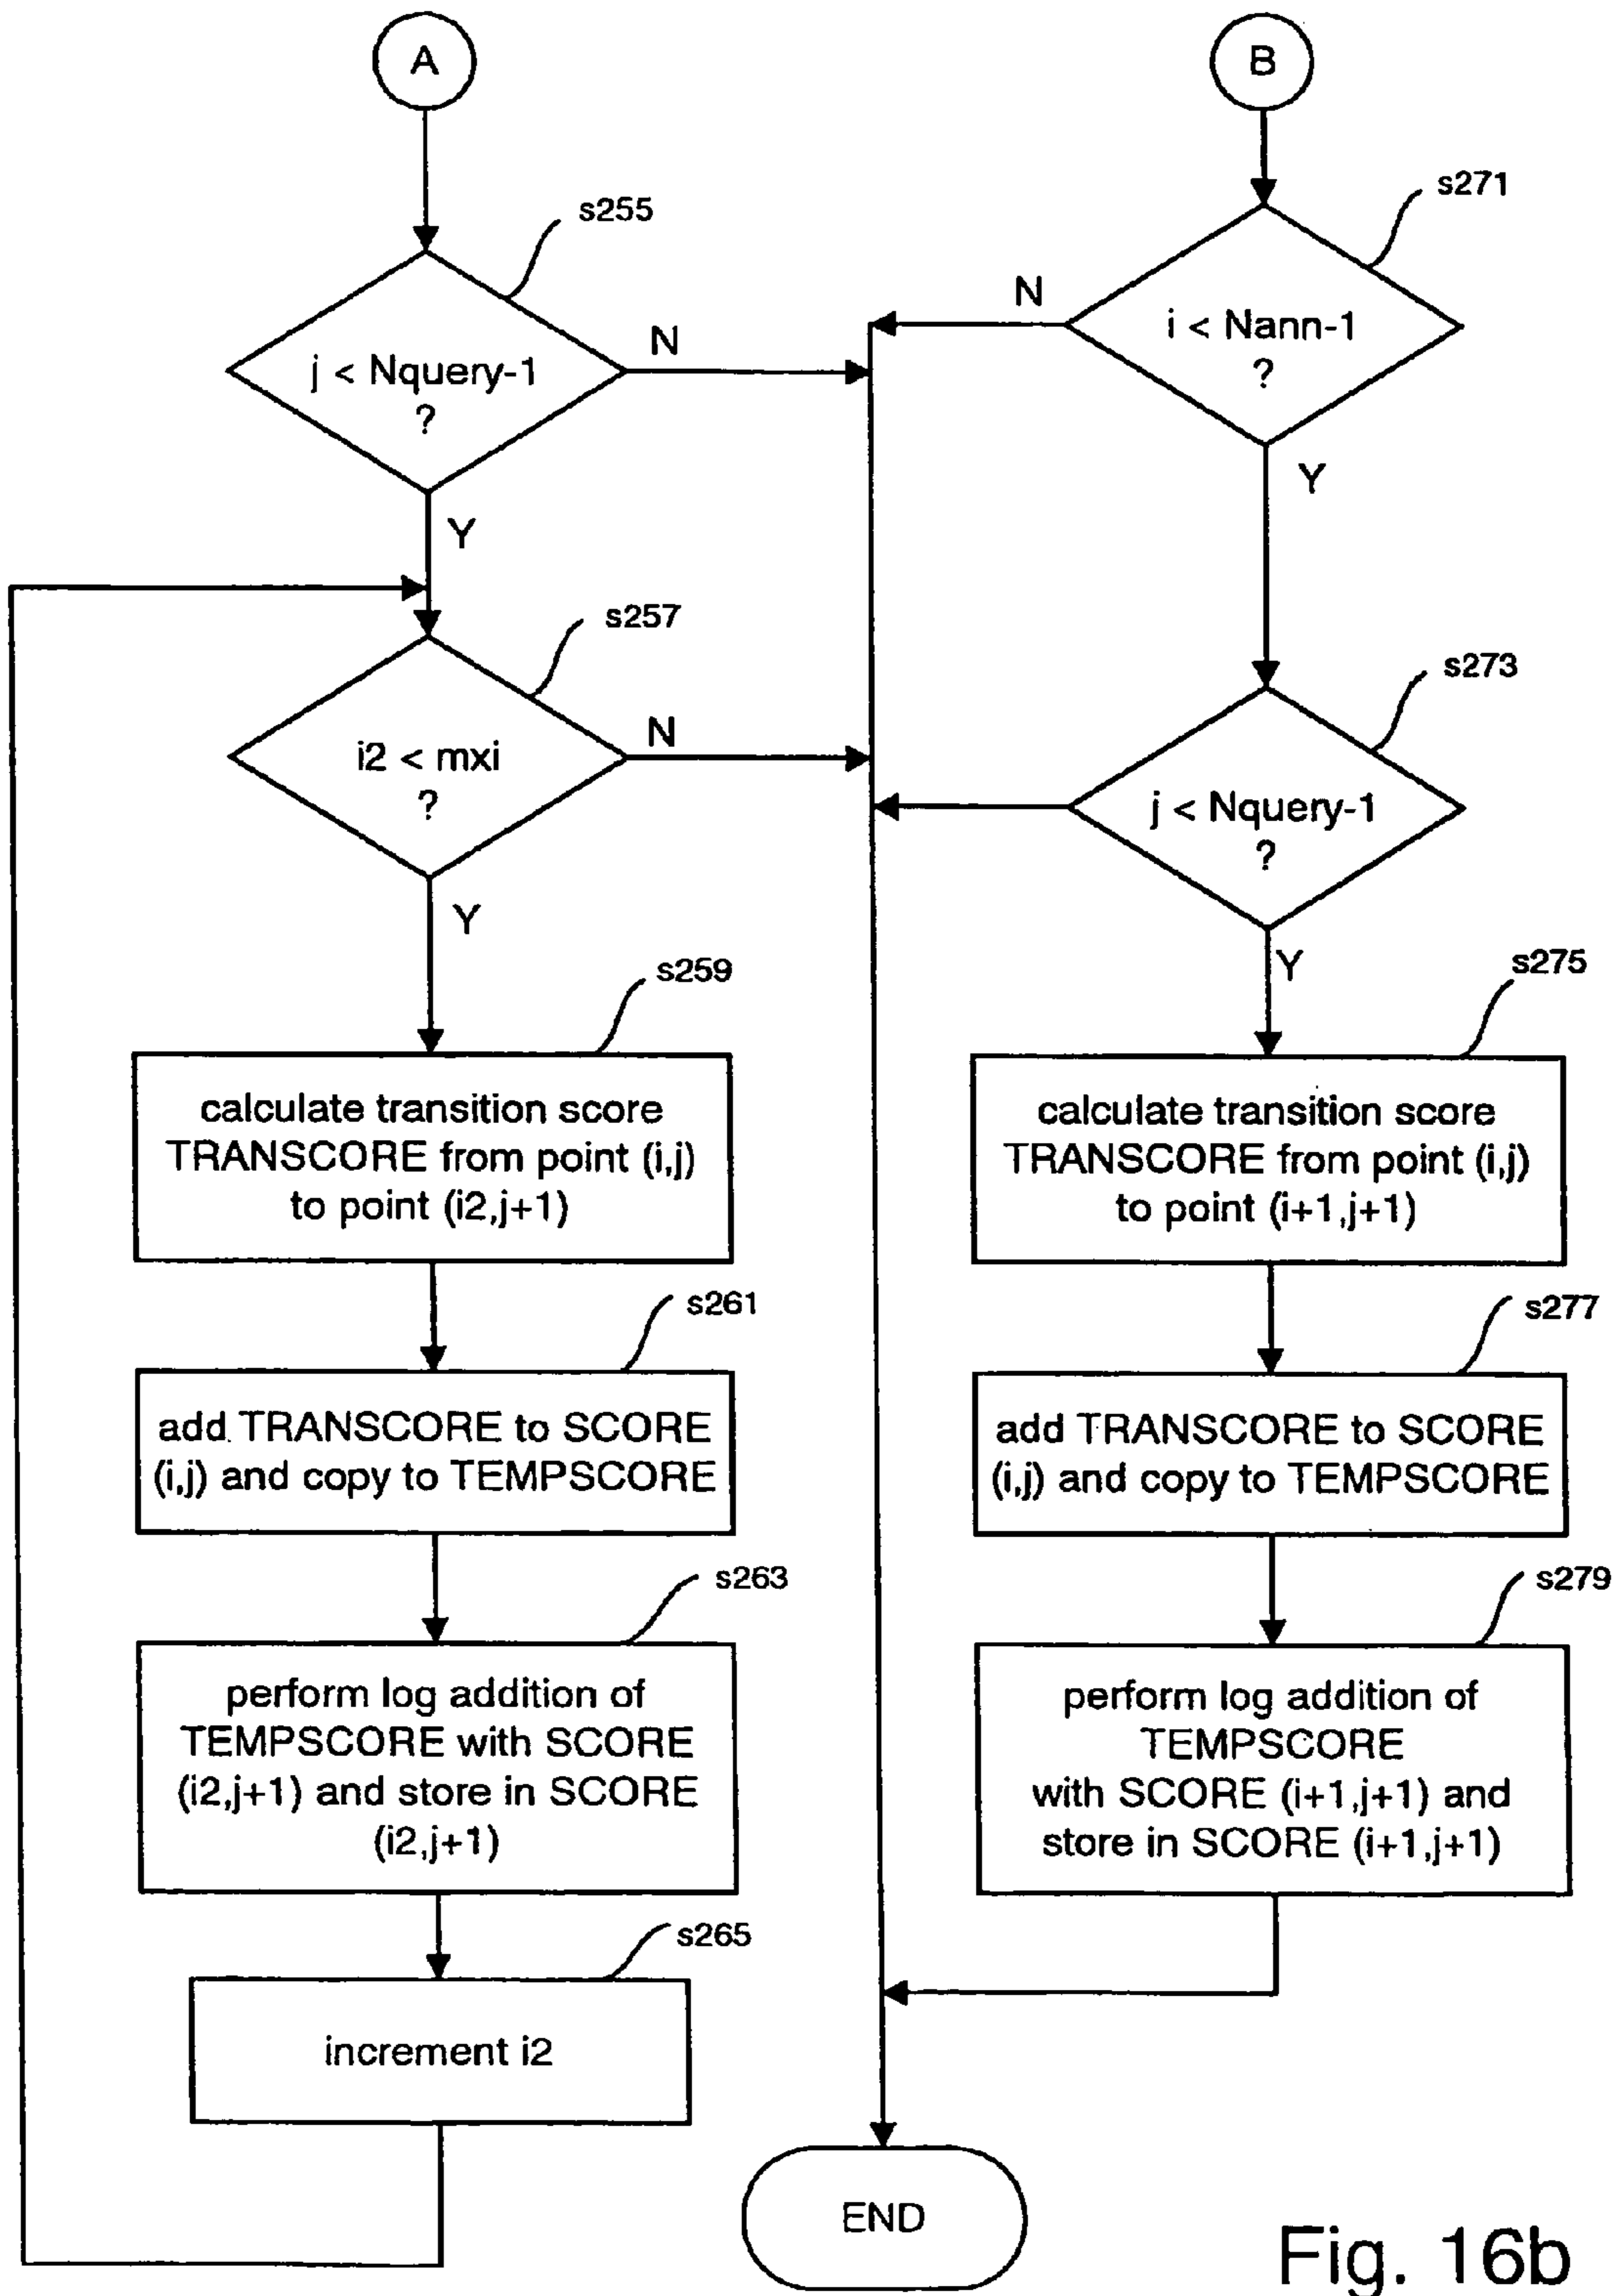 A
s255
j < Nquery-1
?
N
Y
s257
i2 < mxi
?
N
Y
s259
calculate transition score
TRANSCORE from point (i,j)
to point (i2,j+1)
s261
add TRANSCORE to SCORE
(i,j) and copy to TEMPSCORE
s263
perform log addition of
TEMPSCORE with SCORE
(i2,j+1) and store in SCORE
(i2,j+1)
s265
increment i2
B
s271
i < Nann-1
?
N
Y
s273
j < Nquery-1
?
Y
s275
calculate transition score
TRANSCORE from point (i,j)
to point (i+1,j+1)
s277
add TRANSCORE to SCORE
(i,j) and copy to TEMPSCORE
s279
perform log addition of
TEMPSCORE
with SCORE (i+1,j+1) and
store in SCORE (i+1,j+1)
END
Fig. 16b